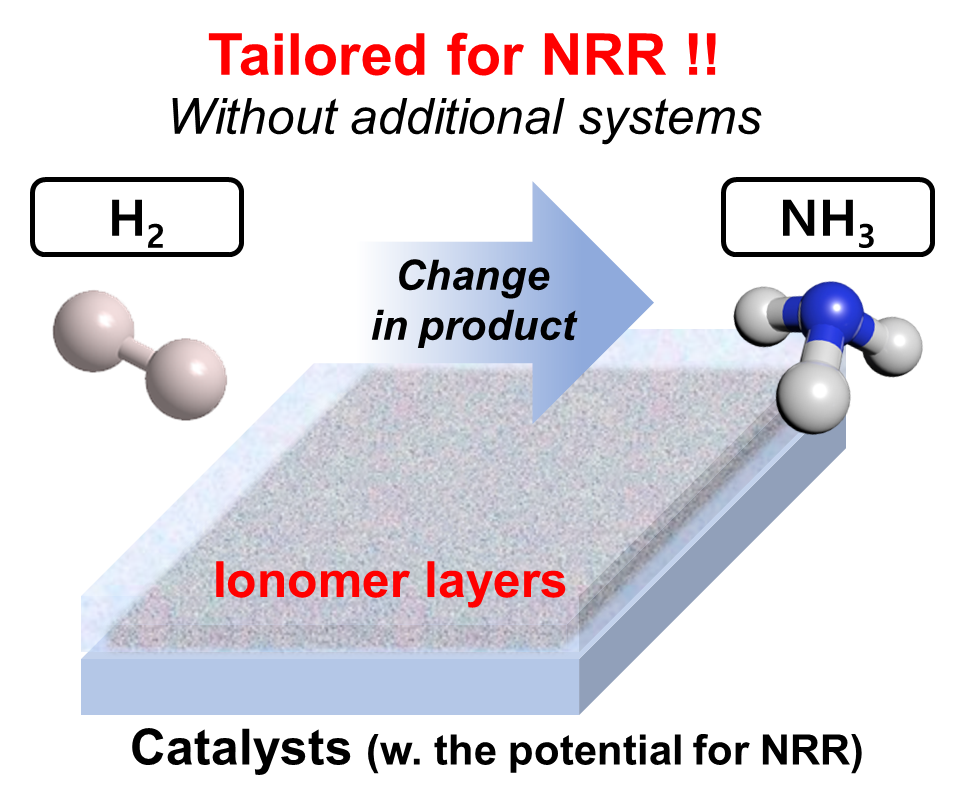 Tailored for NRR !!
Without additional systems
H₂
NH₃
Change
in product
Ionomer layers
Catalysts (w. the potential for NRR)